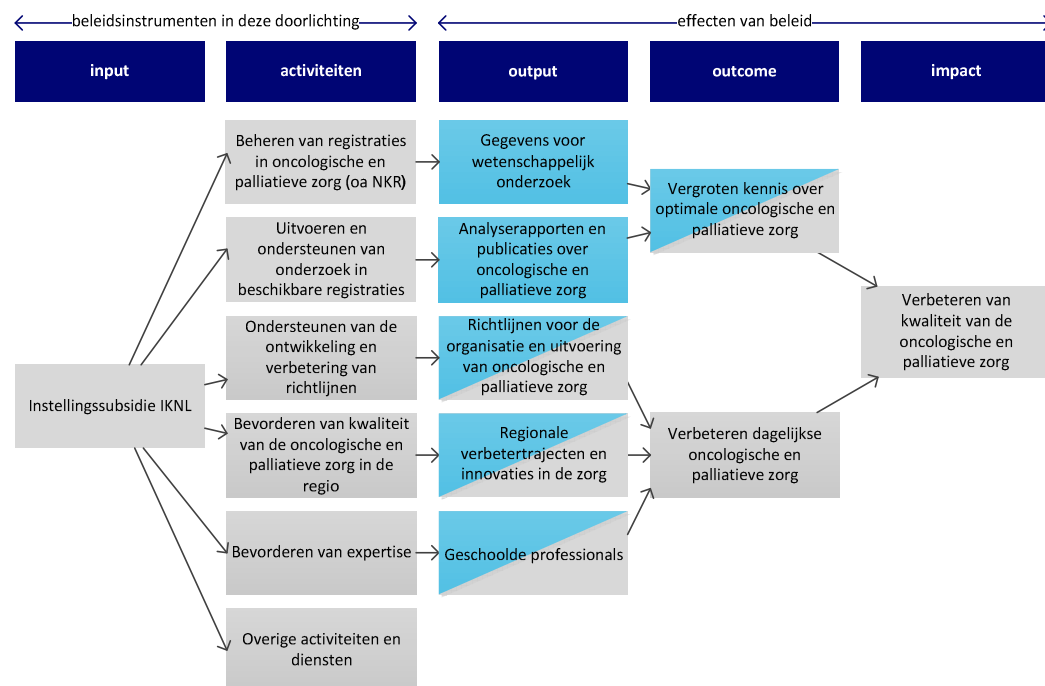 beleidsinstrumenten in deze doorlichting
effecten van beleid
input
activiteiten
output
outcome
impact
Instellingssubsidie IKNL
Beheren van registraties
in oncologische en
palliatieve zorg (oa NKR)
Uitvoeren en
ondersteunen van
onderzoek in
beschikbare registraties
Ondersteunen van de
ontwikkeling en
verbetering van
richtlijnen
Bevorderen van kwaliteit
van de oncologische en
palliatieve zorg in de
regio
Bevorderen van expertise
Overige activiteiten en
diensten
Gegevens voor
wetenschappelijk
onderzoek
Analyserapporten en
publicaties over
oncologische en
palliatieve zorg
Richtlijnen voor de
organisatie en uitvoering
van oncologische en
palliatieve zorg
Regionale
verbetertrajecten en
innovaties in de zorg
Geschoolde professionals
Vergroten kennis over
optimale oncologische en
palliatieve zorg
Verbeteren dagelijkse
oncologische en
palliatieve zorg
Verbeteren van
kwaliteit van de
oncologische en
palliatieve zorg